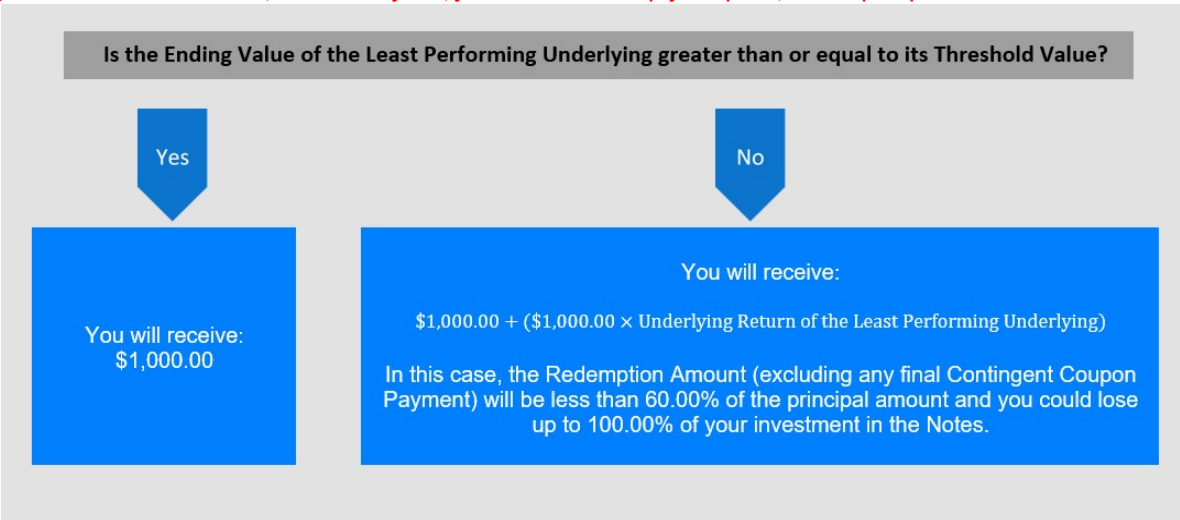 Is the Ending Value of the Least Performing Underlying greater than or equal to its Threshold Value?
Yes
No
You will receive:
$1,000.00
You will receive:
$1,000.00 + ($1,000.00 × Underlying Return of the Least Performing Underlying)
In this case, the Redemption Amount (excluding any final Contingent Coupon
Payment) will be less than 60.00% of the principal amount and you could lose
up to 100.00% of your investment in the Notes.